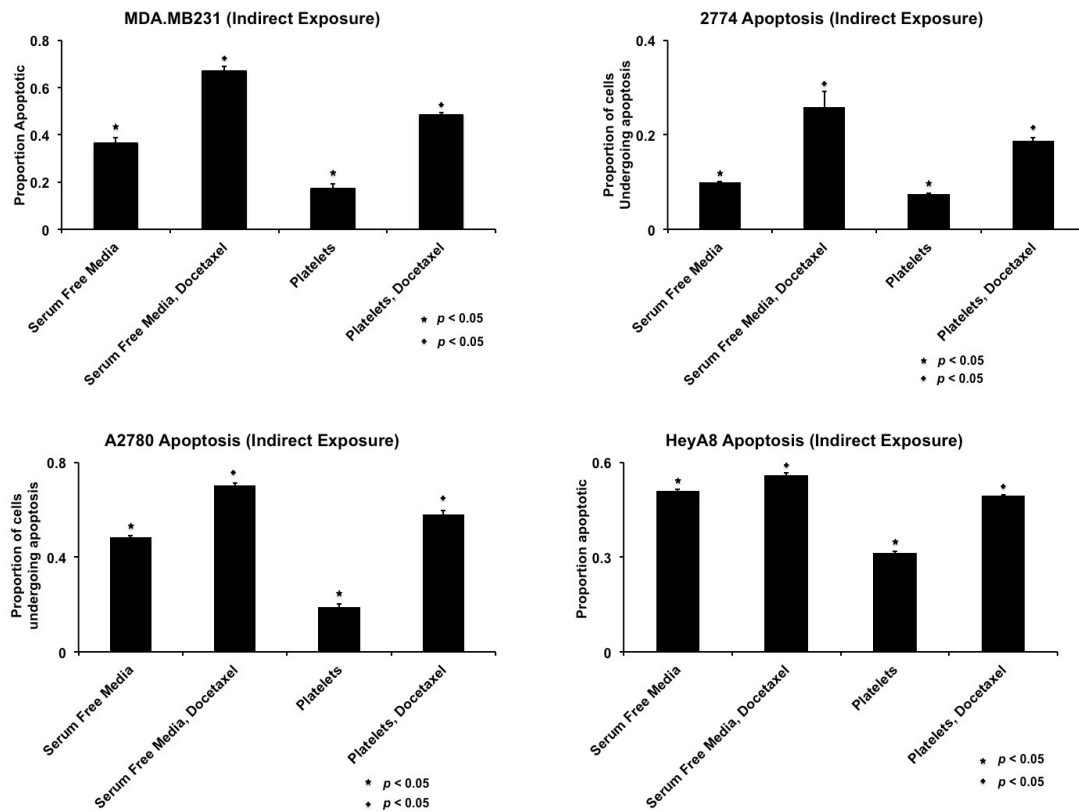 MDA.MB231 (Indirect Exposure)
Proportion Apoptotic
0.8
0.6
0.4
0.2
0
Serum Free Media
Serum Free Media, Docetaxel
Platelets
Platelets, Docetaxel
* p < 0.05
+ p < 0.05
2774 Apoptosis (Indirect Exposure)
Proportion of cells
Undergoing apoptosis
0.4
0.2
0
Serum Free Media
Serum Free Media, Docetaxel
Platelets
Platelets, Docetaxel
* p < 0.05
+ p < 0.05
A2780 Apoptosis (Indirect Exposure)
Proportion of cells
undergoing apoptosis
0.8
0.4
0
Serum Free Media
Serum Free Media, Docetaxel
Platelets
Platelets, Docetaxel
* p < 0.05
+ p < 0.05
HeyA8 Apoptosis (Indirect Exposure)
Proportion apoptotic
0.6
0.3
0
Serum Free Media
Serum Free Media, Docetaxel
Platelets
Platelets, Docetaxel
* p < 0.05
+ p < 0.05